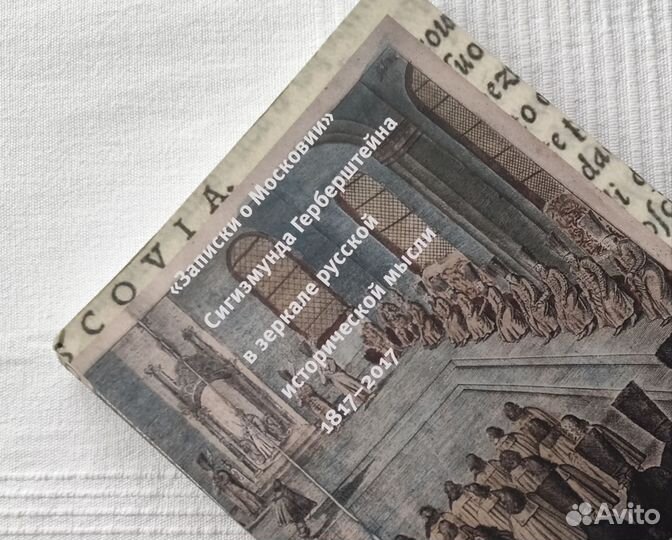 «Записки о Московии»
Сигизмунда Герберштейна
в зеркале русской
исторической мысли
1817–2017
SCOVIA.
Avito